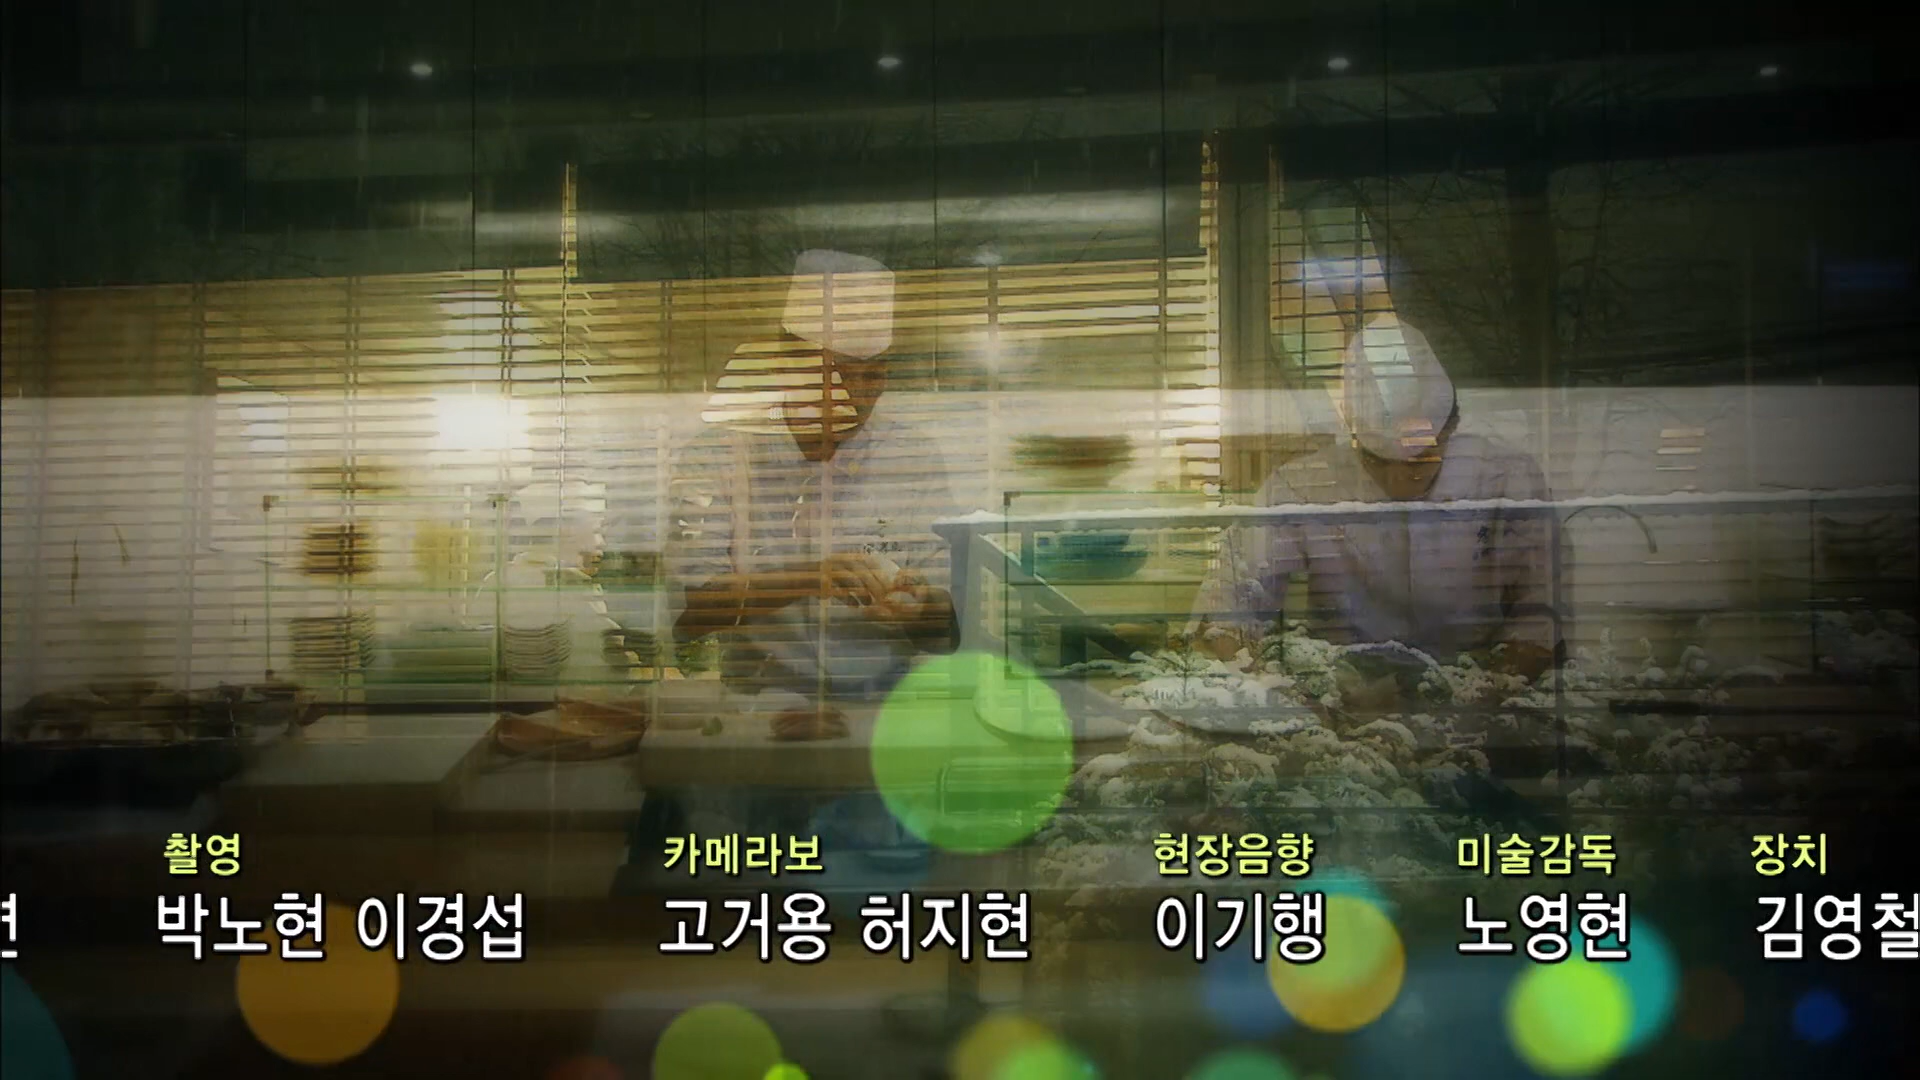 촬영 카메라보 현장음향 미술감독 장치
박노현 이경섭 고거용 허지현 이기행 노영현 김영철